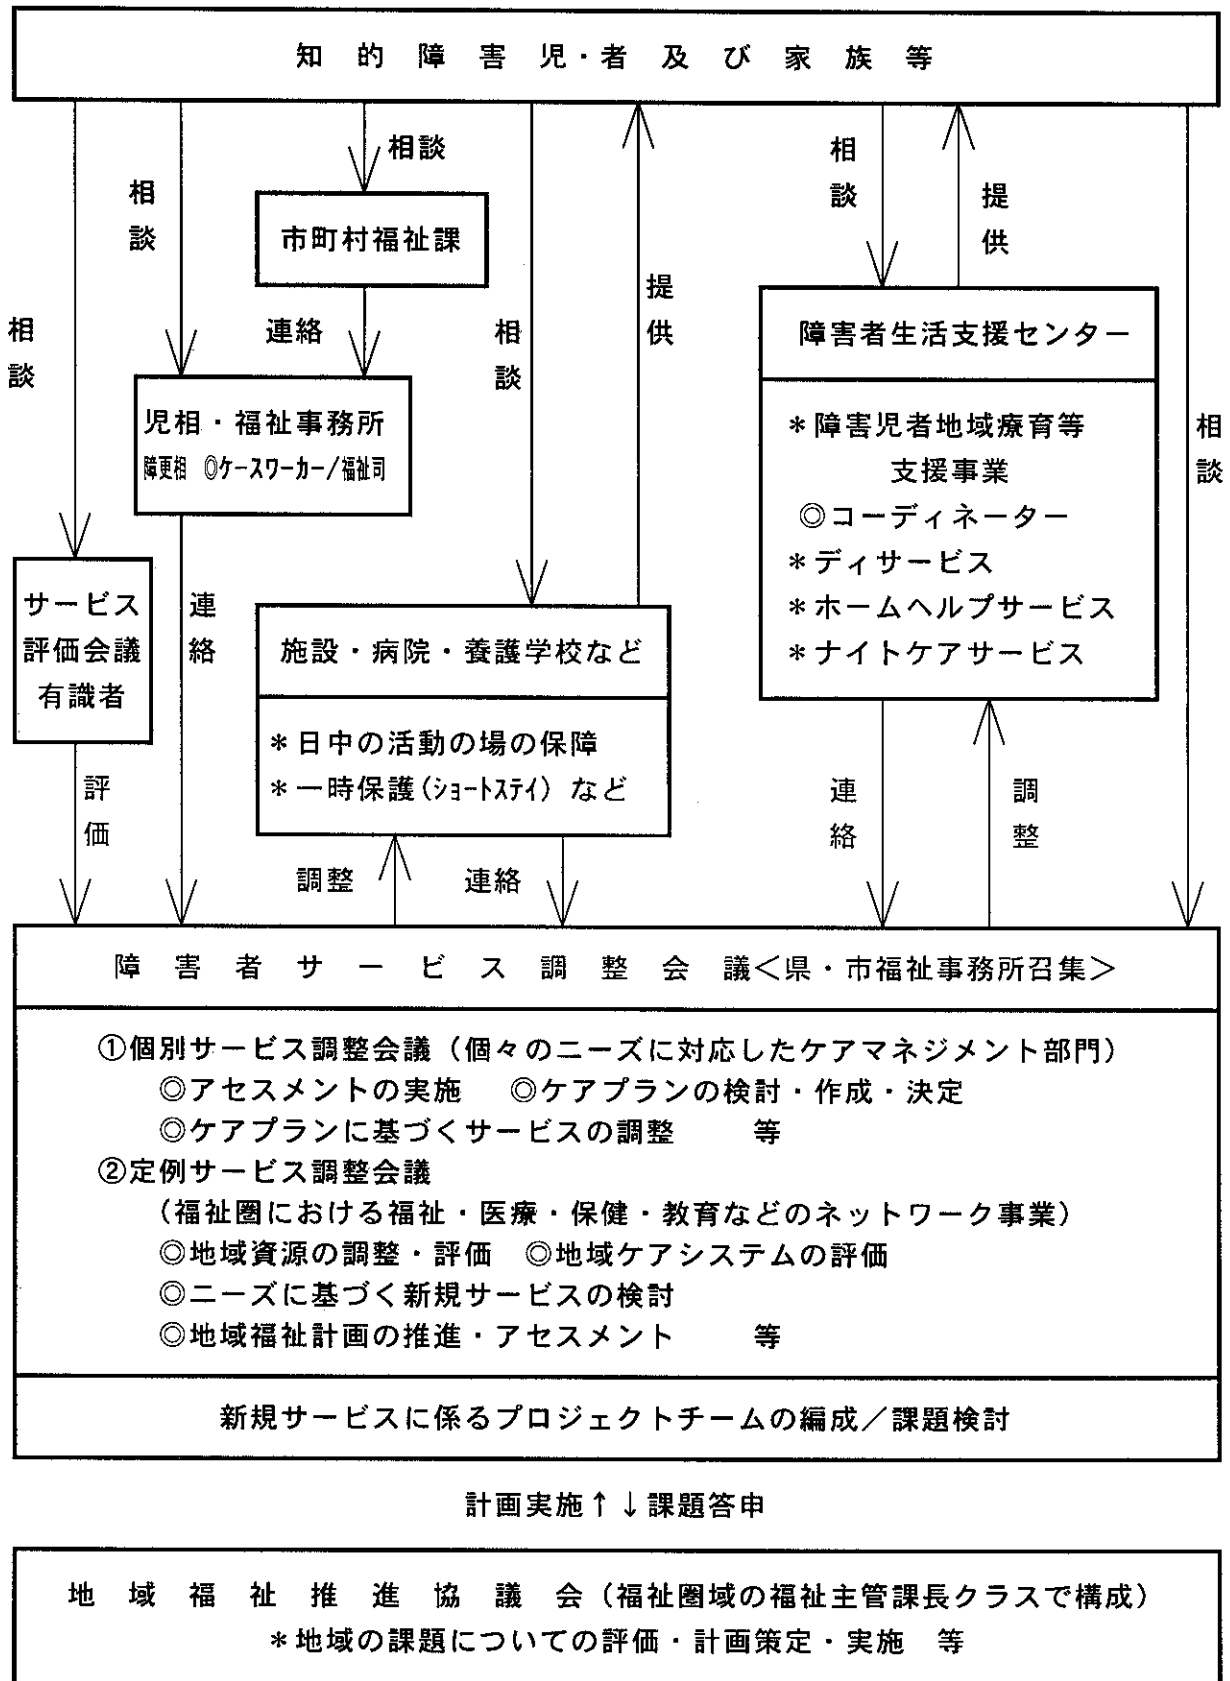 知的障害児・者及び家族等
相談
相談
相談
市町村福祉課
連絡
相談
児相・福祉事務所
障更相 ◎ケースワーカー/福祉司
相談
提供
相談
提供
障害者生活支援センター
＊障害児者地域療育等
支援事業
◎コーディネーター
＊ディサービス
＊ホームヘルプサービス
＊ナイトケアサービス
相談
サービス
評価会議
有識者
連絡
施設・病院・養護学校など
＊日中の活動の場の保障
＊一時保護(ショートステイ) など
評価
調整
連絡
連絡
調整
障害者サービス調整会議＜県・市福祉事務所召集＞
①個別サービス調整会議（個々のニーズに対応したケアマネジメント部門）
◎アセスメントの実施 ◎ケアプランの検討・作成・決定
◎ケアプランに基づくサービスの調整 等
②定例サービス調整会議
（福祉圏における福祉・医療・保健・教育などのネットワーク事業）
◎地域資源の調整・評価 ◎地域ケアシステムの評価
◎ニーズに基づく新規サービスの検討
◎地域福祉計画の推進・アセスメント 等
新規サービスに係るプロジェクトチームの編成／課題検討
計画実施↑↓課題答申
地域福祉推進協議会（福祉圏域の福祉主管課長クラスで構成）
＊地域の課題についての評価・計画策定・実施 等